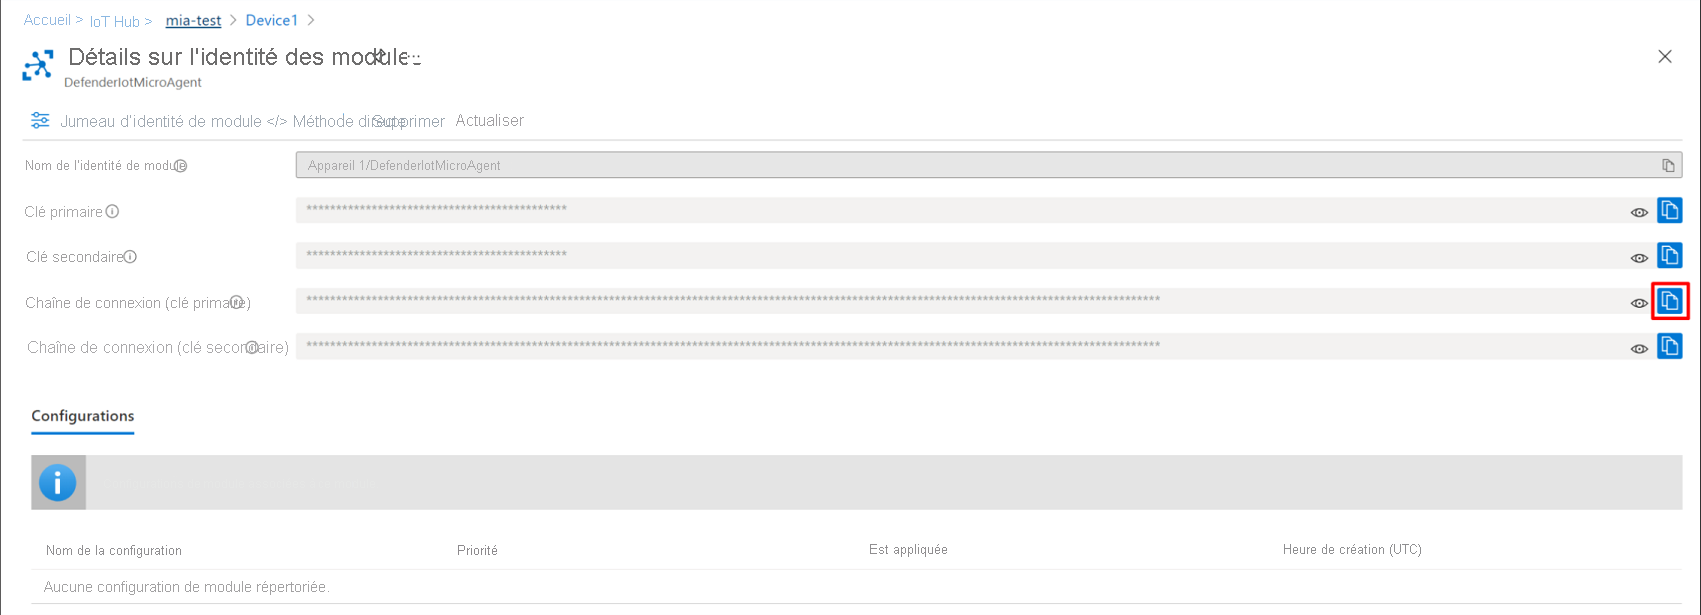 Accueil > IoT Hub > mia-test > Device1 >
Détails sur l'identité des module ...
DefenderIotMicroAgent
Jumeau d'identité de module </> Méthode directe Supprimer Actualiser
Nom de l'identité de module Appareil 1/DefenderIotMicroAgent
Clé primaire ********************************************
Clé secondaire ********************************************
Chaîne de connexion (clé primaire) ************************************************************************************************************************************************
Chaîne de connexion (clé secondaire) ************************************************************************************************************************************************
Configurations
Nom de la configuration Priorité Est appliquée Heure de création (UTC)
Aucune configuration de module répertoriée.